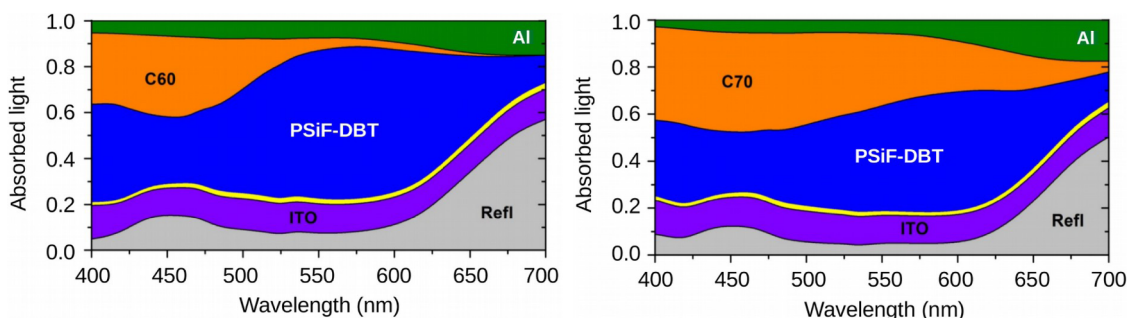 1.0
0.8
0.6
0.4
0.2
0.0
Absorbed light
Al
C60
PSiF-DBT
ITO
Refl
400 450 500 550 600 650 700
Wavelength (nm)
1.0
0.8
0.6
0.4
0.2
0.0
Absorbed light
Al
C70
PSiF-DBT
ITO
Refl
400 450 500 550 600 650 700
Wavelength (nm)